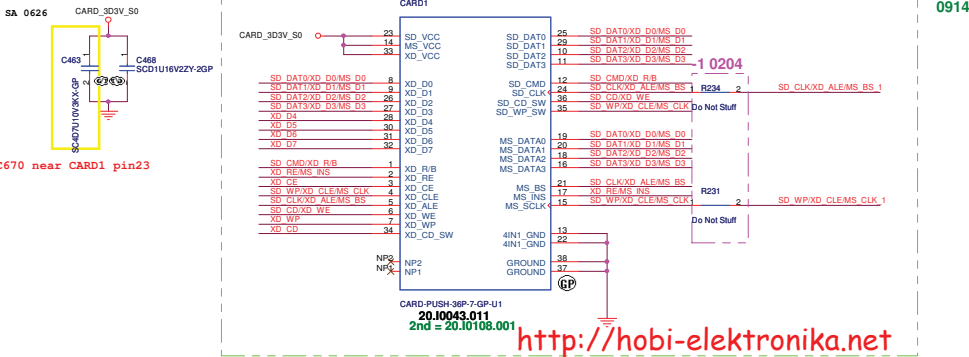 SA 0626
CARD_3D3V_S0
C463
C468
SCD1U16V2ZY-2GP
1
1
2
2
SC4D7U10V3KX-GP
C670 near CARD1 pin23
CARD1
0914
CARD_3D3V_S0
23 SD_VCC
14 MS_VCC
33 XD_VCC
SD_DAT0/XD_D0/MS_D0 8 XD_D0
SD_DAT1/XD_D1/MS_D1 9 XD_D1
SD_DAT2/XD_D2/MS_D2 26 XD_D2
SD_DAT3/XD_D3/MS_D3 27 XD_D3
XD_D4 28 XD_D4
XD_D5 30 XD_D5
XD_D6 31 XD_D6
XD_D7 32 XD_D7
SD_CMD/XD_R/B 1 XD_R/B
XD_RE/MS_INS 2 XD_RE
XD_CE 3 XD_CE
SD_WP/XD_CLE/MS_CLK 4 XD_CLE
SD_CLK/XD_ALE/MS_BS 5 XD_ALE
SD_CD/XD_WE 6 XD_WE
XD_WP 7 XD_WP
XD_CD 34 XD_CD_SW
NP2 NP2
NP1 NP1
SD_DAT0 25 SD_DAT0/XD_D0/MS_D0
SD_DAT1 29 SD_DAT1/XD_D1/MS_D1
SD_DAT2 10 SD_DAT2/XD_D2/MS_D2
SD_DAT3 11 SD_DAT3/XD_D3/MS_D3
-1 0204
SD_CMD 12 SD_CMD/XD_R/B
SD_CLK 24 SD_CLK/XD_ALE/MS_BS 1 R234 2 SD_CLK/XD_ALE/MS_BS_1
SD_CD_SW 36 SD_CD/XD_WE
SD_WP_SW 35 SD_WP/XD_CLE/MS_CLK Do Not Stuff
MS_DATA0 19 SD_DAT0/XD_D0/MS_D0
MS_DATA1 20 SD_DAT1/XD_D1/MS_D1
MS_DATA2 18 SD_DAT2/XD_D2/MS_D2
MS_DATA3 16 SD_DAT3/XD_D3/MS_D3
MS_BS 21 SD_CLK/XD_ALE/MS_BS
MS_INS 17 XD_RE/MS_INS R231
MS_SCLK 15 SD_WP/XD_CLE/MS_CLK 1 2 SD_WP/XD_CLE/MS_CLK_1
Do Not Stuff
4IN1_GND 13
4IN1_GND 22
GROUND 38
GROUND 37
GP
CARD-PUSH-36P-7-GP-U1
20.I0043.011
2nd = 20.I0108.001
http://hobi-elektronika.net